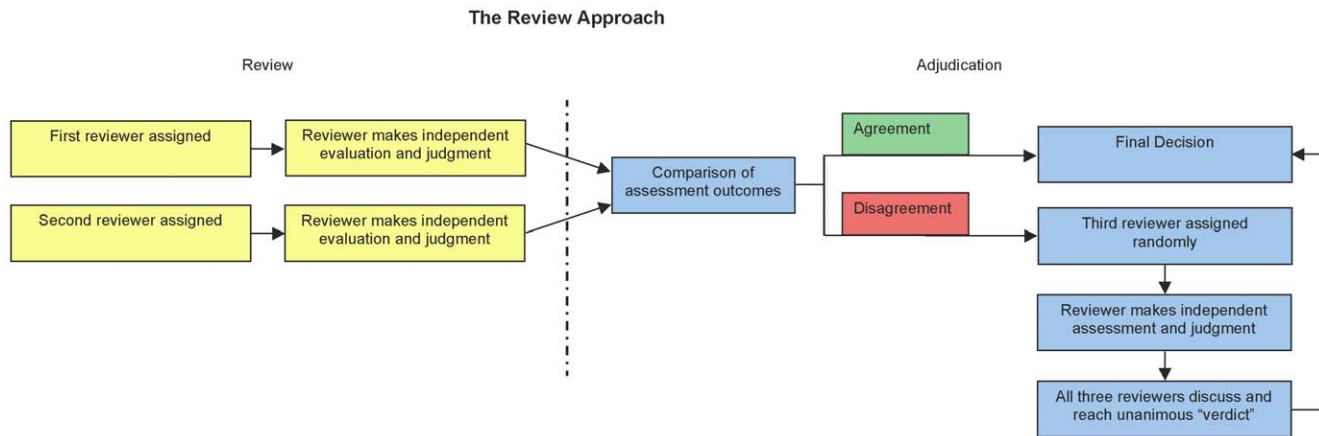 The Review Approach
Review
Adjudication
First reviewer assigned
Reviewer makes independent
evaluation and judgment
Second reviewer assigned
Reviewer makes independent
evaluation and judgment
Comparison of
assessment outcomes
Agreement
Disagreement
Final Decision
Third reviewer assigned
randomly
Reviewer makes independent
assessment and judgment
All three reviewers discuss and
reach unanimous “verdict”